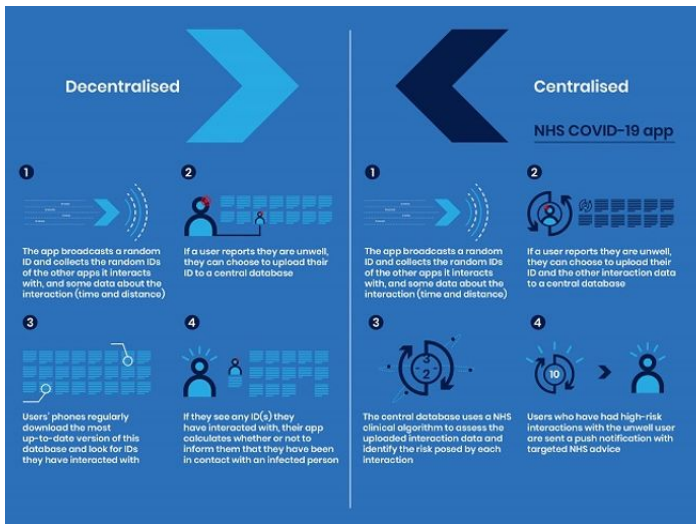 Decentralised
1
The app broadcasts a random
ID and collects the random IDs
of the other apps it interacts
with, and some data about the
interaction (time and distance)
2
If a user reports they are unwell,
they can choose to upload their
ID to a central database
3
Users' phones regularly
download the most
up-to-date version of this
database and look for IDs
they have interacted with
4
If they see any ID(s) they
have interacted with, their app
calculates whether or not to
inform them that they have been
in contact with an infected person
Centralised
NHS COVID-19 app
1
The app broadcasts a random
ID and collects the random IDs
of the other apps it interacts
with, and some data about the
interaction (time and distance)
2
If a user reports they are unwell,
they can choose to upload their
ID and the other interaction data
to a central database
3
3
2
The central database uses a NHS
clinical algorithm to assess the
uploaded interaction data and
identify the risk posed by each
interaction
4
10
Users who have had high-risk
interactions with the unwell user
are sent a push notification with
targeted NHS advice